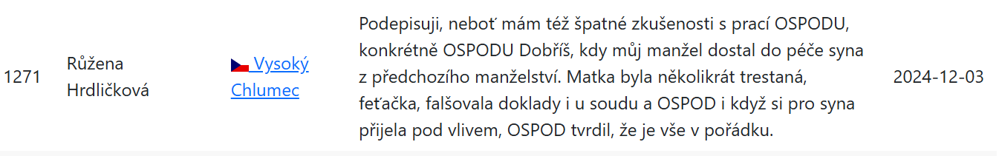 1271
Růžena
Hrdličková
Vysoký
Chlumec
Podepisuji, neboť mám též špatné zkušenosti s prací OSPODU,
konkrétně OSPODU Dobříš, kdy můj manžel dostal do péče syna
z předchozího manželství. Matka byla několikrát trestaná,
feťačka, falšovala doklady i u soudu a OSPOD i když si pro syna
přijela pod vlivem, OSPOD tvrdil, že je vše v pořádku.
2024-12-03